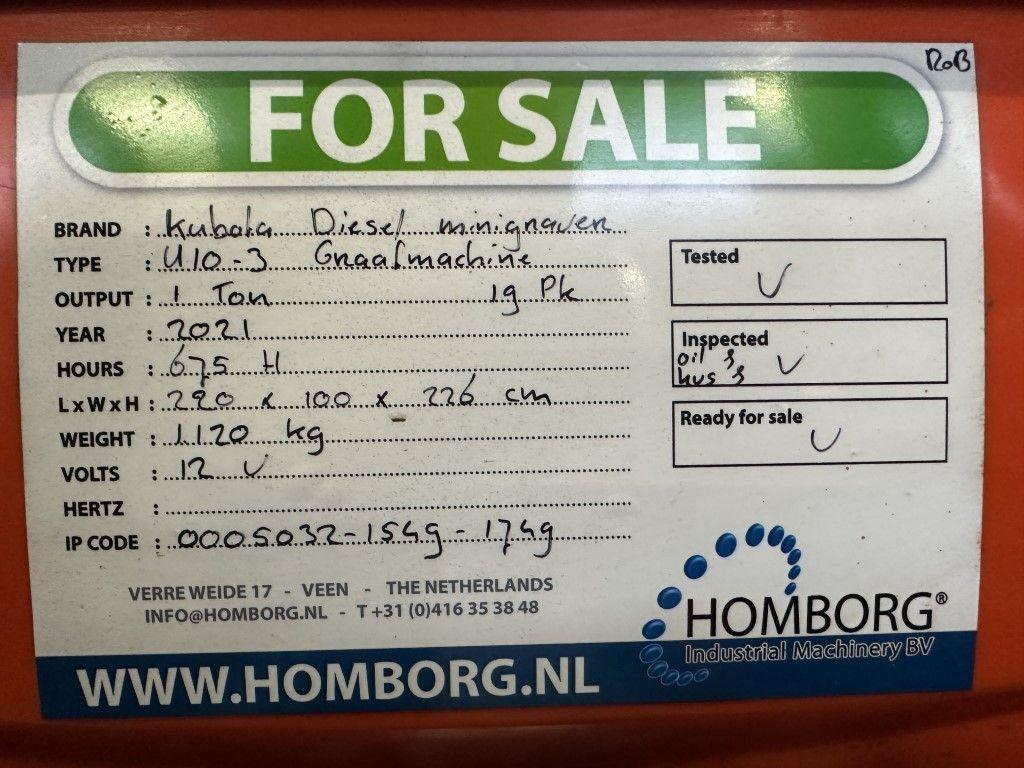 RoB
FOR SALE
BRAND : Kubota Diesel minigraver
TYPE : U10-3 Graafmachine
OUTPUT : 1 Ton 19 Pk
YEAR : 2021
HOURS : 675 H
L x W x H : 290 x 100 x 226 cm
WEIGHT : 1120 kg
VOLTS : 12 V
HERTZ :
IP CODE : 0005032-1549-1749
Tested
V
Inspected
oil's V
kus's
Ready for sale
V
VERRE WEIDE 17 - VEEN - THE NETHERLANDS
INFO@HOMBORG.NL - T +31 (0)416 35 38 48
HOMBORG®
Industrial Machinery BV
WWW.HOMBORG.NL